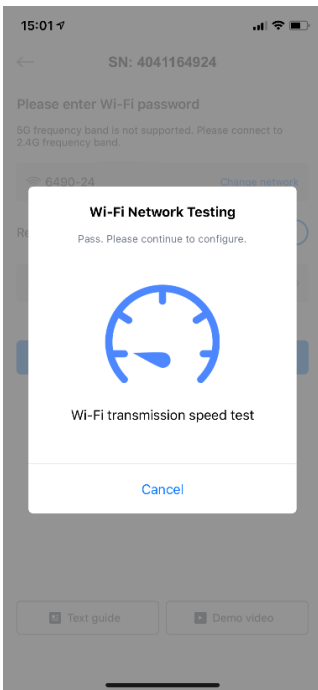 15:01
SN: 4041164924
Please enter Wi-Fi password
5G frequency band is not supported. Please connect to
2.4G frequency band.
6490-24 Change network
Re
Wi-Fi Network Testing
Pass. Please continue to configure.
Wi-Fi transmission speed test
Cancel
Text guide Demo video